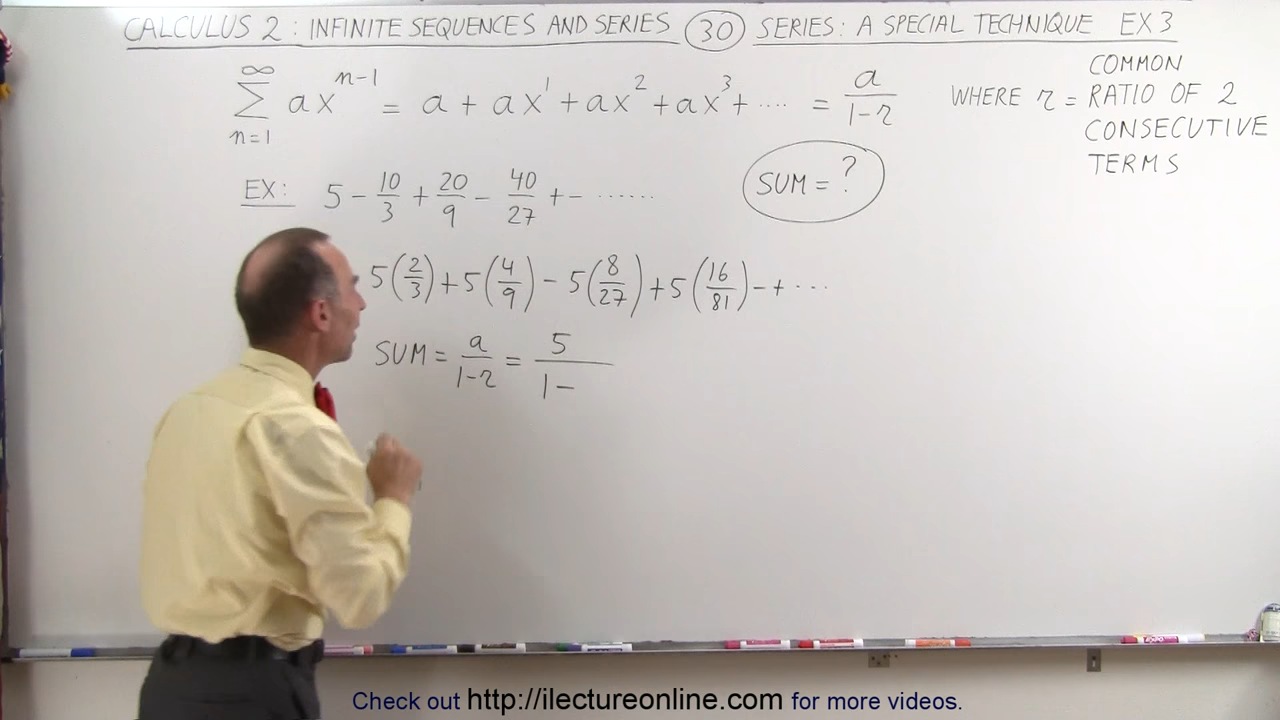 CALCULUS 2: INFINITE SEQUENCES AND SERIES (30) SERIES: A SPECIAL TECHNIQUE EX 3
∞
∑ ax^{n-1} = a + ax^1 + ax^2 + ax^3 + .... = a/(1-r) WHERE r = COMMON
n=1
RATIO OF 2
CONSECUTIVE
TERMS
EX: 5 - 10/3 + 20/9 - 40/27 + - ......
SUM = ?
5(2/3) + 5(4/9) - 5(8/27) + 5(16/81) - + ...
SUM = a/(1-r) = 5/(1-
Check out http://ilectureonline.com for more videos.